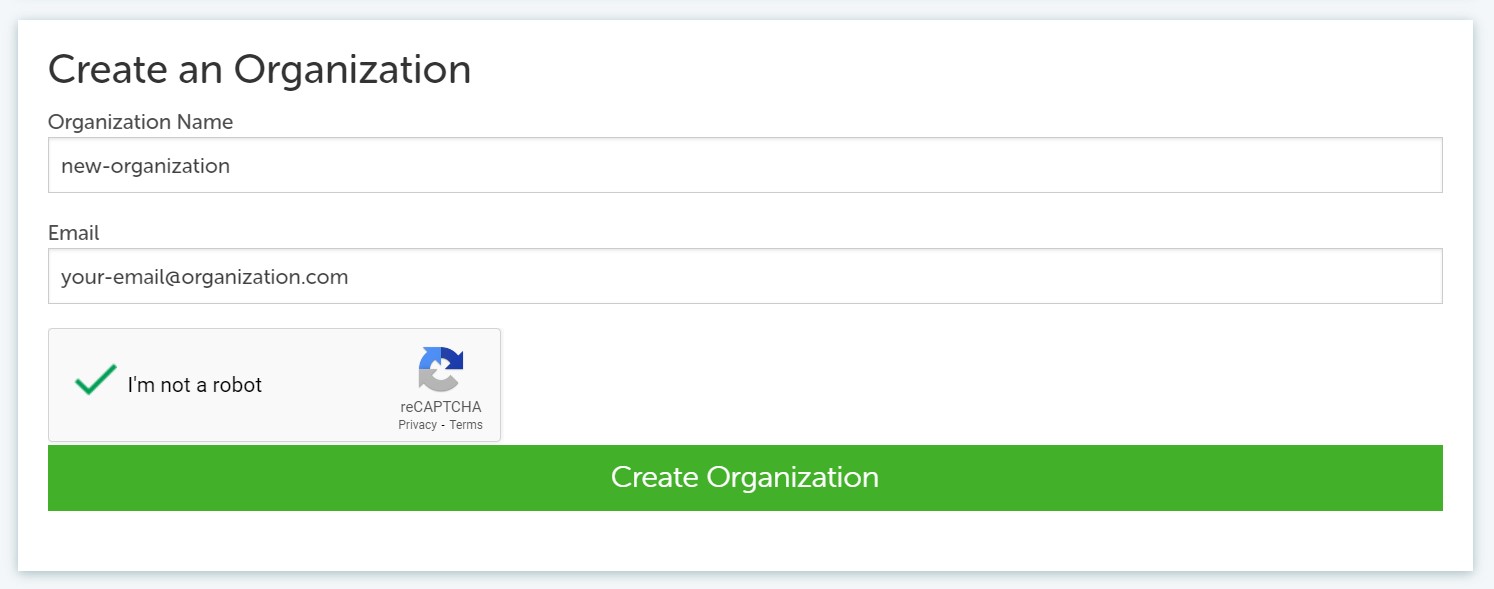 Create an Organization
Organization Name
new-organization
Email
your-email@organization.com
I'm not a robot
reCAPTCHA
Privacy - Terms
Create Organization